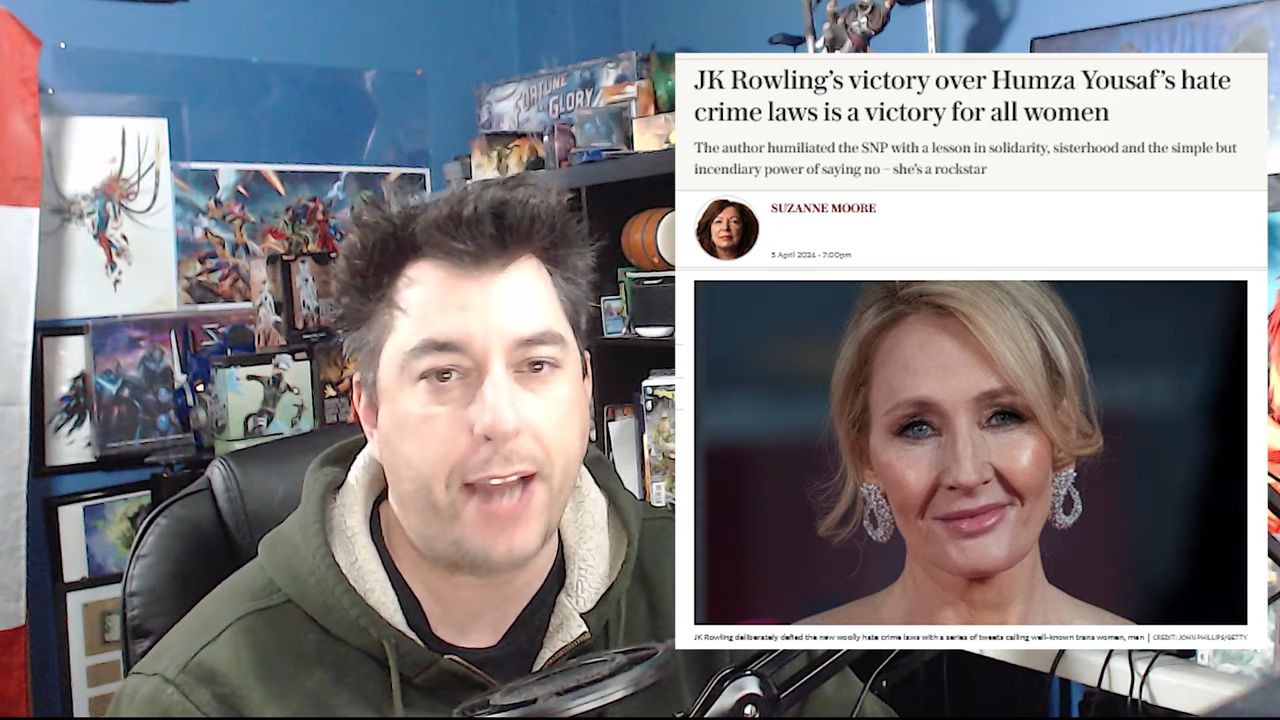 FORTUNE
& GLORY
JK Rowling's victory over Humza Yousaf's hate
crime laws is a victory for all women
The author humiliated the SNP with a lesson in solidarity, sisterhood and the simple but
incendiary power of saying no – she's a rockstar
SUZANNE MOORE
5 April 2024 • 7:00pm
JK Rowling deliberately defied the new woolly hate crime laws with a series of tweets calling well-known trans women, men | CREDIT: JOHN PHILLIPS/GETTY